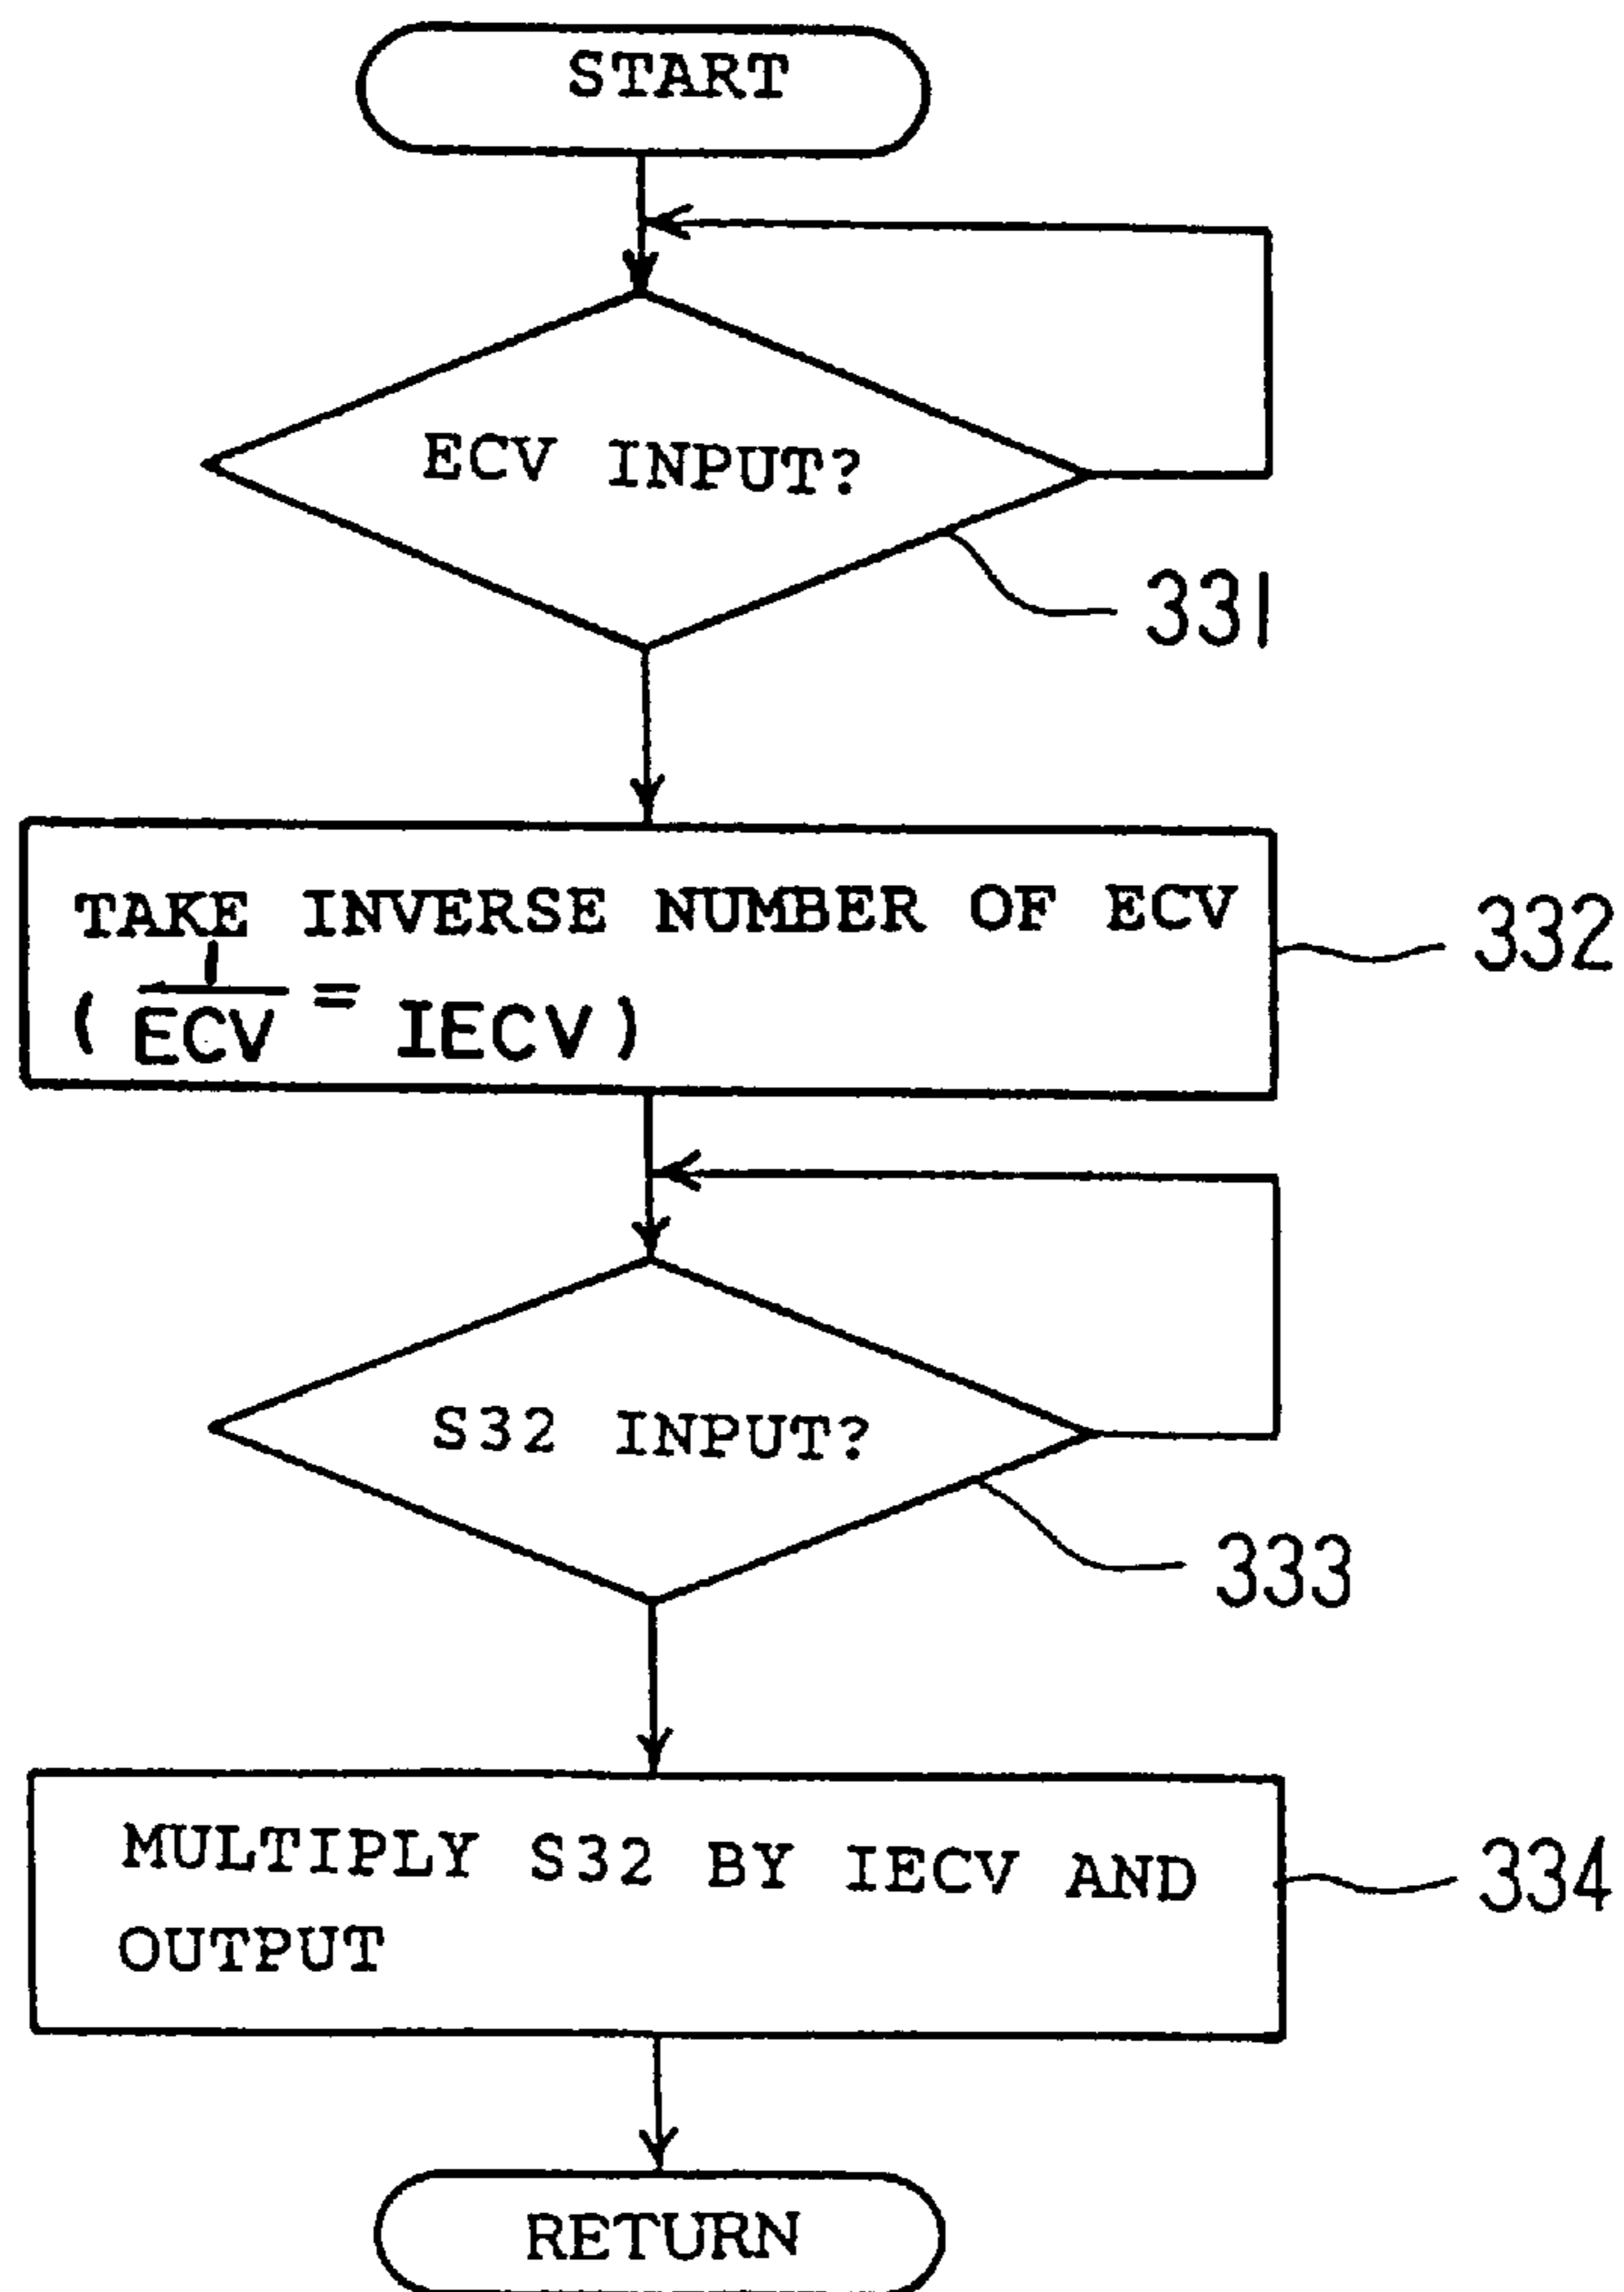 START
ECV INPUT?
331
TAKE INVERSE NUMBER OF ECV
332
( 1/ECV = IECV)
S32 INPUT?
333
MULTIPLY S32 BY IECV AND
OUTPUT
334
RETURN